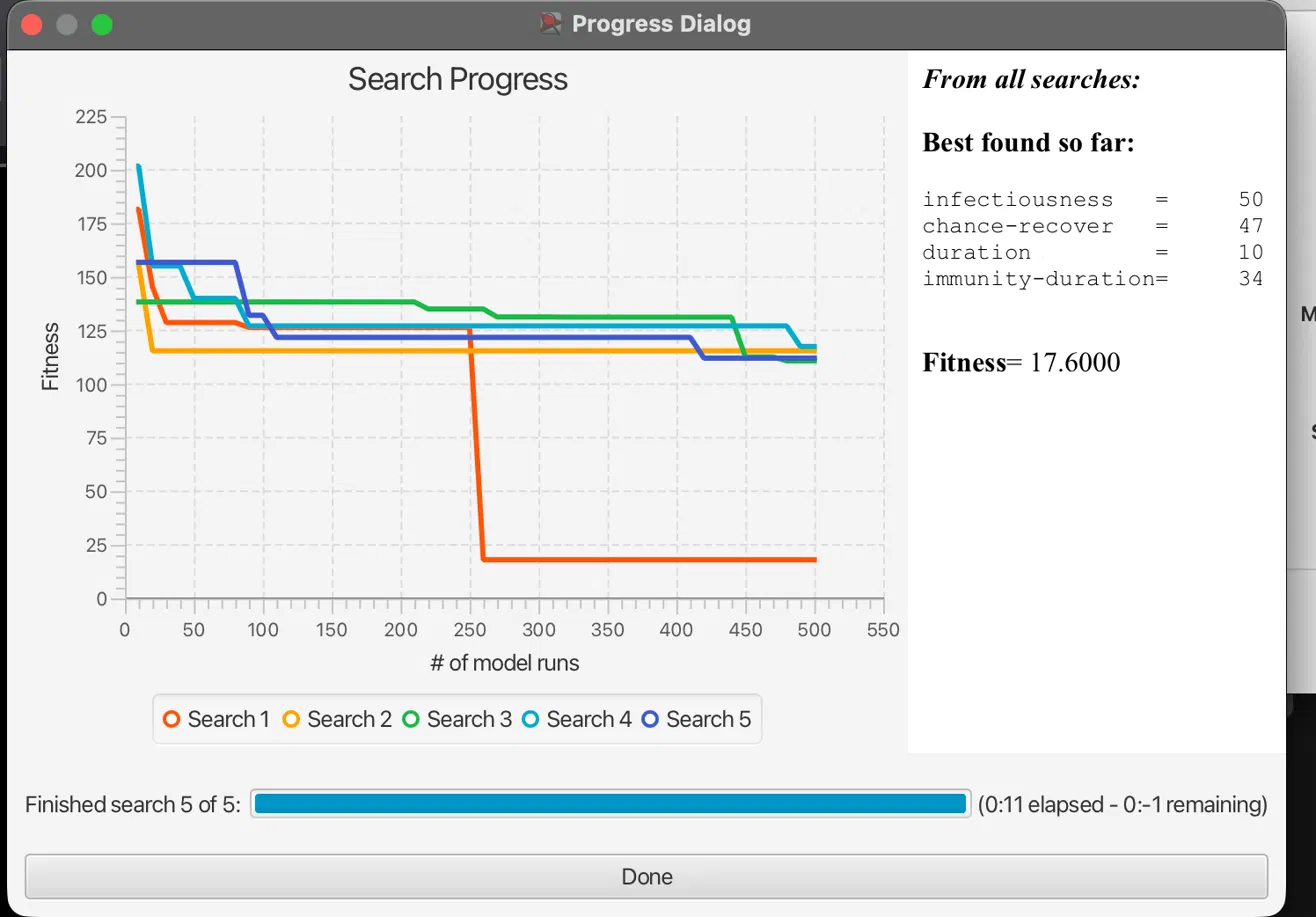 Progress Dialog
Search Progress
Fitness
225
200
175
150
125
100
75
50
25
0
0 50 100 150 200 250 300 350 400 450 500 550
# of model runs
Search 1 Search 2 Search 3 Search 4 Search 5
From all searches:
Best found so far:
infectiousness = 50
chance-recover = 47
duration = 10
immunity-duration= 34
Fitness= 17.6000
M
Finished search 5 of 5: (0:11 elapsed - 0:-1 remaining)
Done